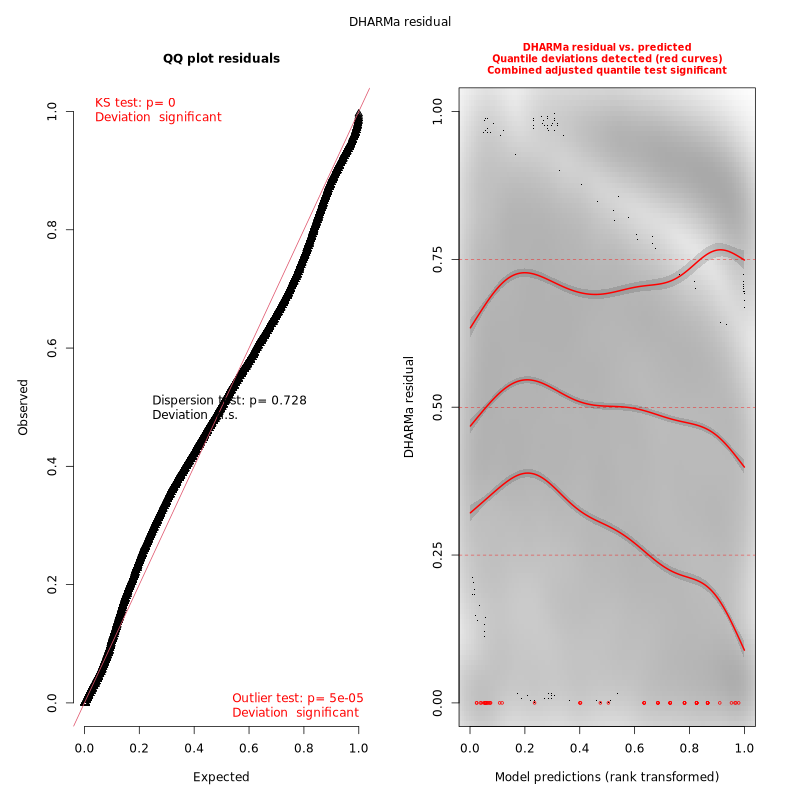 DHARMa residual
QQ plot residuals
KS test: p= 0
Deviation significant
Dispersion test: p= 0.728
Deviation n.s.
Outlier test: p= 5e-05
Deviation significant
Observed
0.0
0.2
0.4
0.6
0.8
1.0
0.0
0.2
0.4
0.6
0.8
1.0
Expected
DHARMa residual vs. predicted
Quantile deviations detected (red curves)
Combined adjusted quantile test significant
DHARMa residual
0.00
0.25
0.50
0.75
1.00
0.0
0.2
0.4
0.6
0.8
1.0
Model predictions (rank transformed)